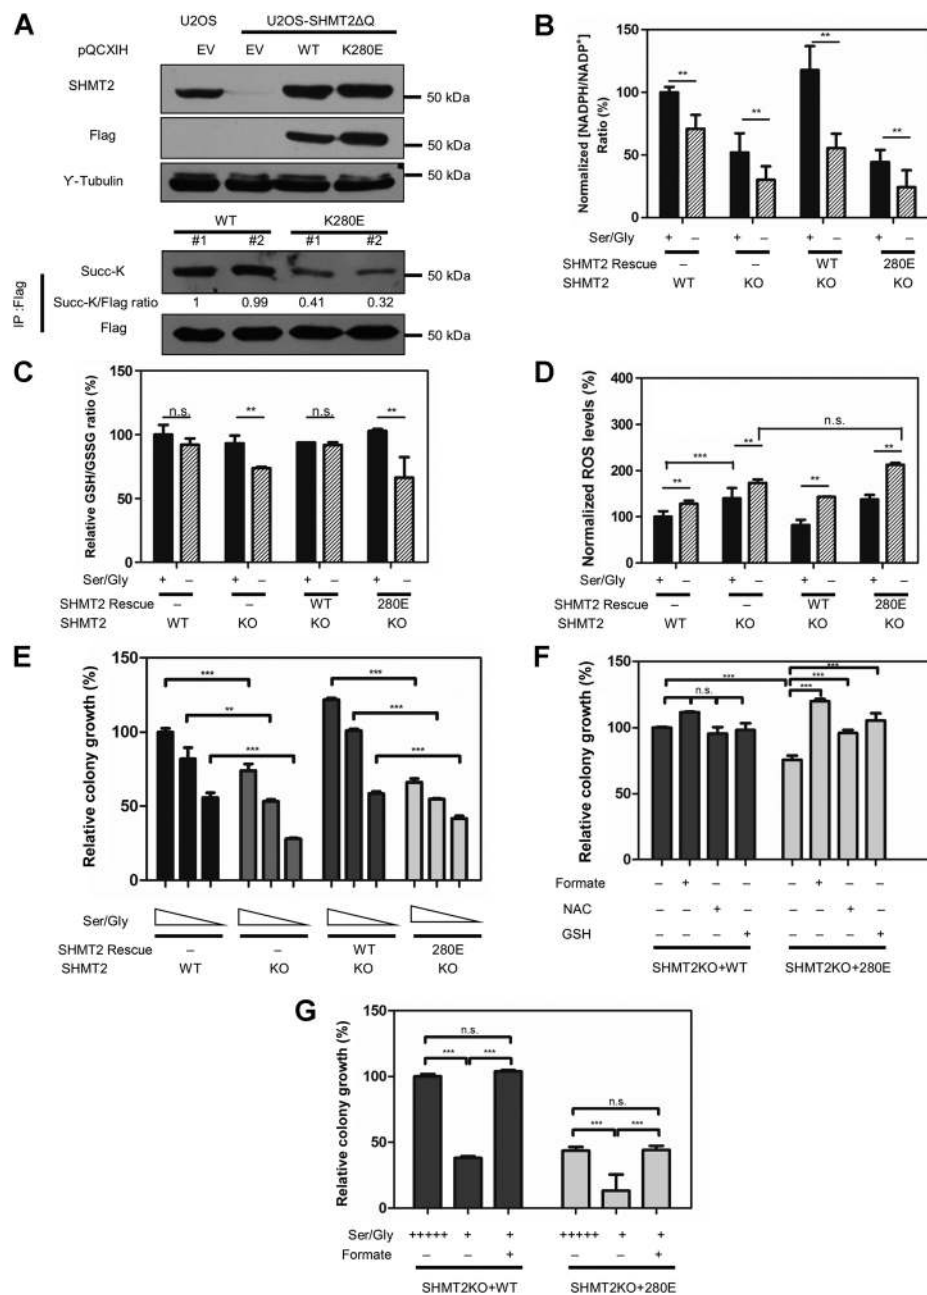 A
U2OS
U2OS-SHMT2ΔQ
pQCXIH
EV
EV
WT
K280E
SHMT2
50 kDa
Flag
50 kDa
Ɣ-Tubulin
50 kDa
WT
K280E
#1
#2
#1
#2
IP :Flag
Succ-K
50 kDa
Succ-K/Flag ratio
1
0.99
0.41
0.32
Flag
50 kDa
B
Normalized [NADPH/NADP⁺]
Ratio (%)
150
100
50
0
** ** ** **
Ser/Gly + – + – + – + –
SHMT2 Rescue – – WT 280E
SHMT2 WT KO KO KO
C
Relative GSH/GSSG ratio (%)
150
100
50
0
n.s. ** n.s. **
Ser/Gly + – + – + – + –
SHMT2 Rescue – – WT 280E
SHMT2 WT KO KO KO
D
Normalized ROS levels (%)
400
300
200
100
0
n.s.
*** ** **
** **
Ser/Gly + – + – + – + –
SHMT2 Rescue – – WT 280E
SHMT2 WT KO KO KO
E
Relative colony growth (%)
150
100
50
0
*** ***
** ***
*** ***
Ser/Gly
SHMT2 Rescue – – WT 280E
SHMT2 WT KO KO KO
F
Relative colony growth (%)
150
100
50
0
***
*** ***
n.s. ***
Formate – + – – – + – –
NAC – – + – – – + –
GSH – – – + – – – +
SHMT2KO+WT SHMT2KO+280E
G
Relative colony growth (%)
150
100
50
0
n.s.
*** ***
n.s.
*** ***
Ser/Gly +++++ + + +++++ + +
Formate – – + – – +
SHMT2KO+WT SHMT2KO+280E